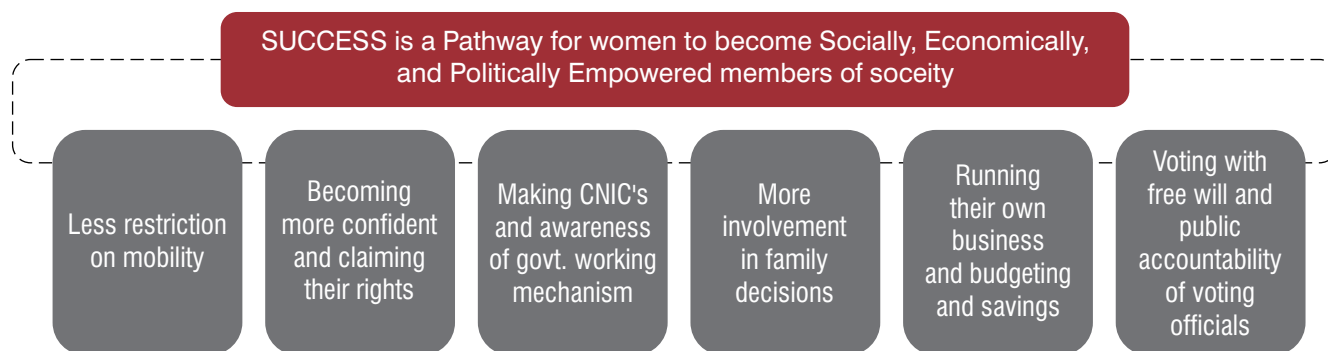 SUCCESS is a Pathway for women to become Socially, Economically,
and Politically Empowered members of soceity
Less restriction
on mobility
Becoming
more confident
and claiming
their rights
Making CNIC's
and awareness
of govt. working
mechanism
More
involvement
in family
decisions
Running
their own
business
and budgeting
and savings
Voting with
free will and
public
accountability
of voting
officials